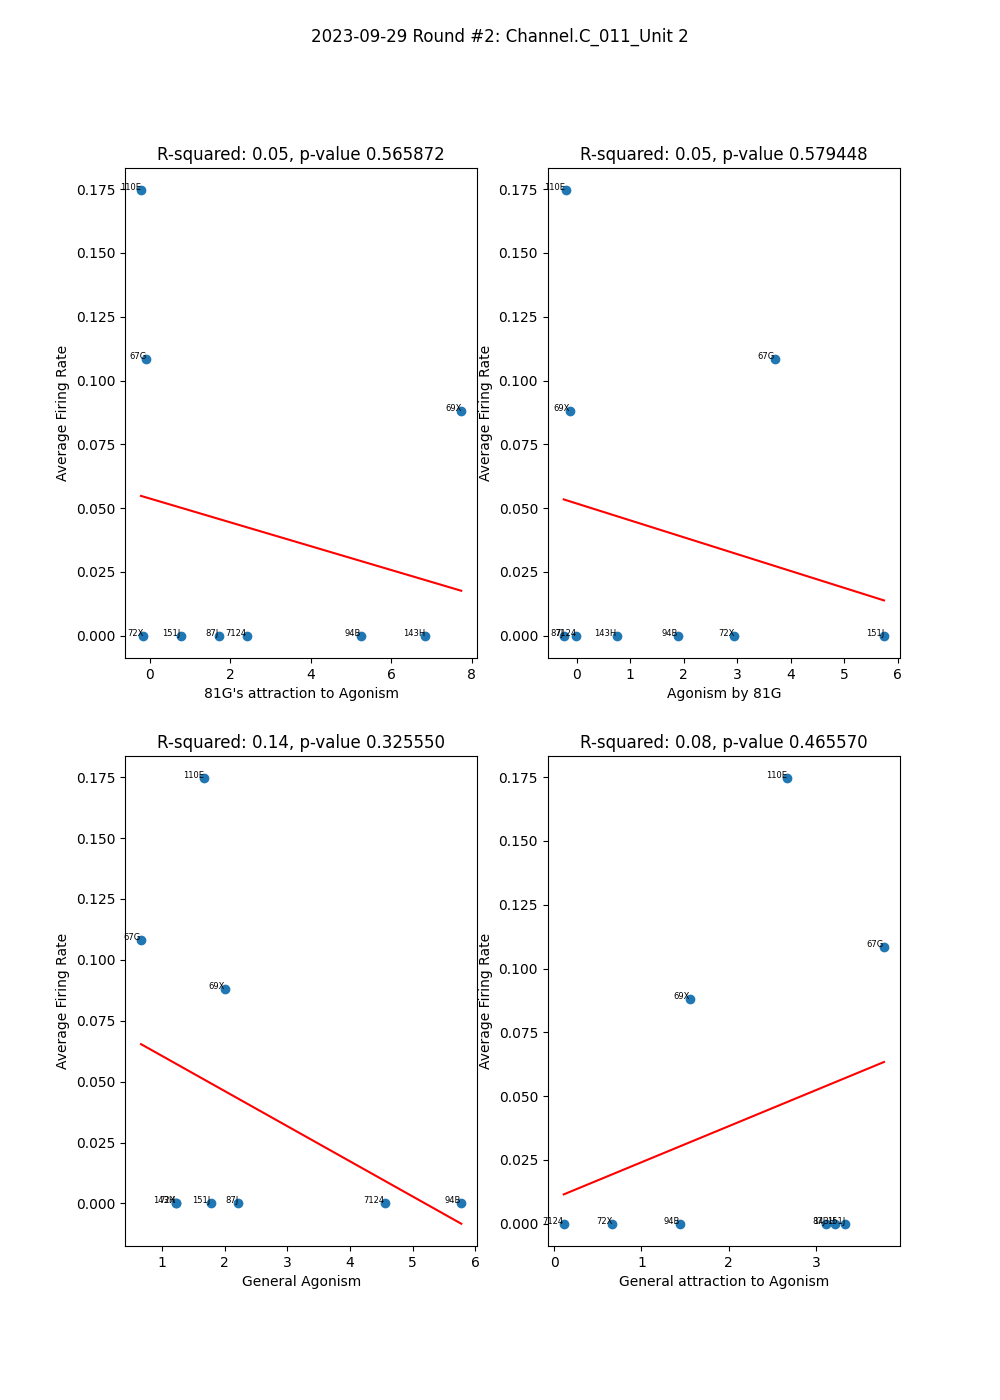 2023-09-29 Round #2: Channel.C_011_Unit 2
R-squared: 0.05, p-value 0.565872
Average Firing Rate
0.175
0.150
0.125
0.100
0.075
0.050
0.025
0.000
110E
67G
69X
72X
151J
87J
7124
94B
143H
0
2
4
6
8
81G's attraction to Agonism
R-squared: 0.05, p-value 0.579448
Average Firing Rate
0.175
0.150
0.125
0.100
0.075
0.050
0.025
0.000
110E
67G
69X
87J
7124
143H
94B
72X
151J
0
1
2
3
4
5
6
Agonism by 81G
R-squared: 0.14, p-value 0.325550
Average Firing Rate
0.175
0.150
0.125
0.100
0.075
0.050
0.025
0.000
110E
67G
69X
143H
72X
151J
87J
7124
94B
1
2
3
4
5
6
General Agonism
R-squared: 0.08, p-value 0.465570
Average Firing Rate
0.175
0.150
0.125
0.100
0.075
0.050
0.025
0.000
110E
67G
69X
7124
72X
94B
87J
143H
151J
0
1
2
3
General attraction to Agonism